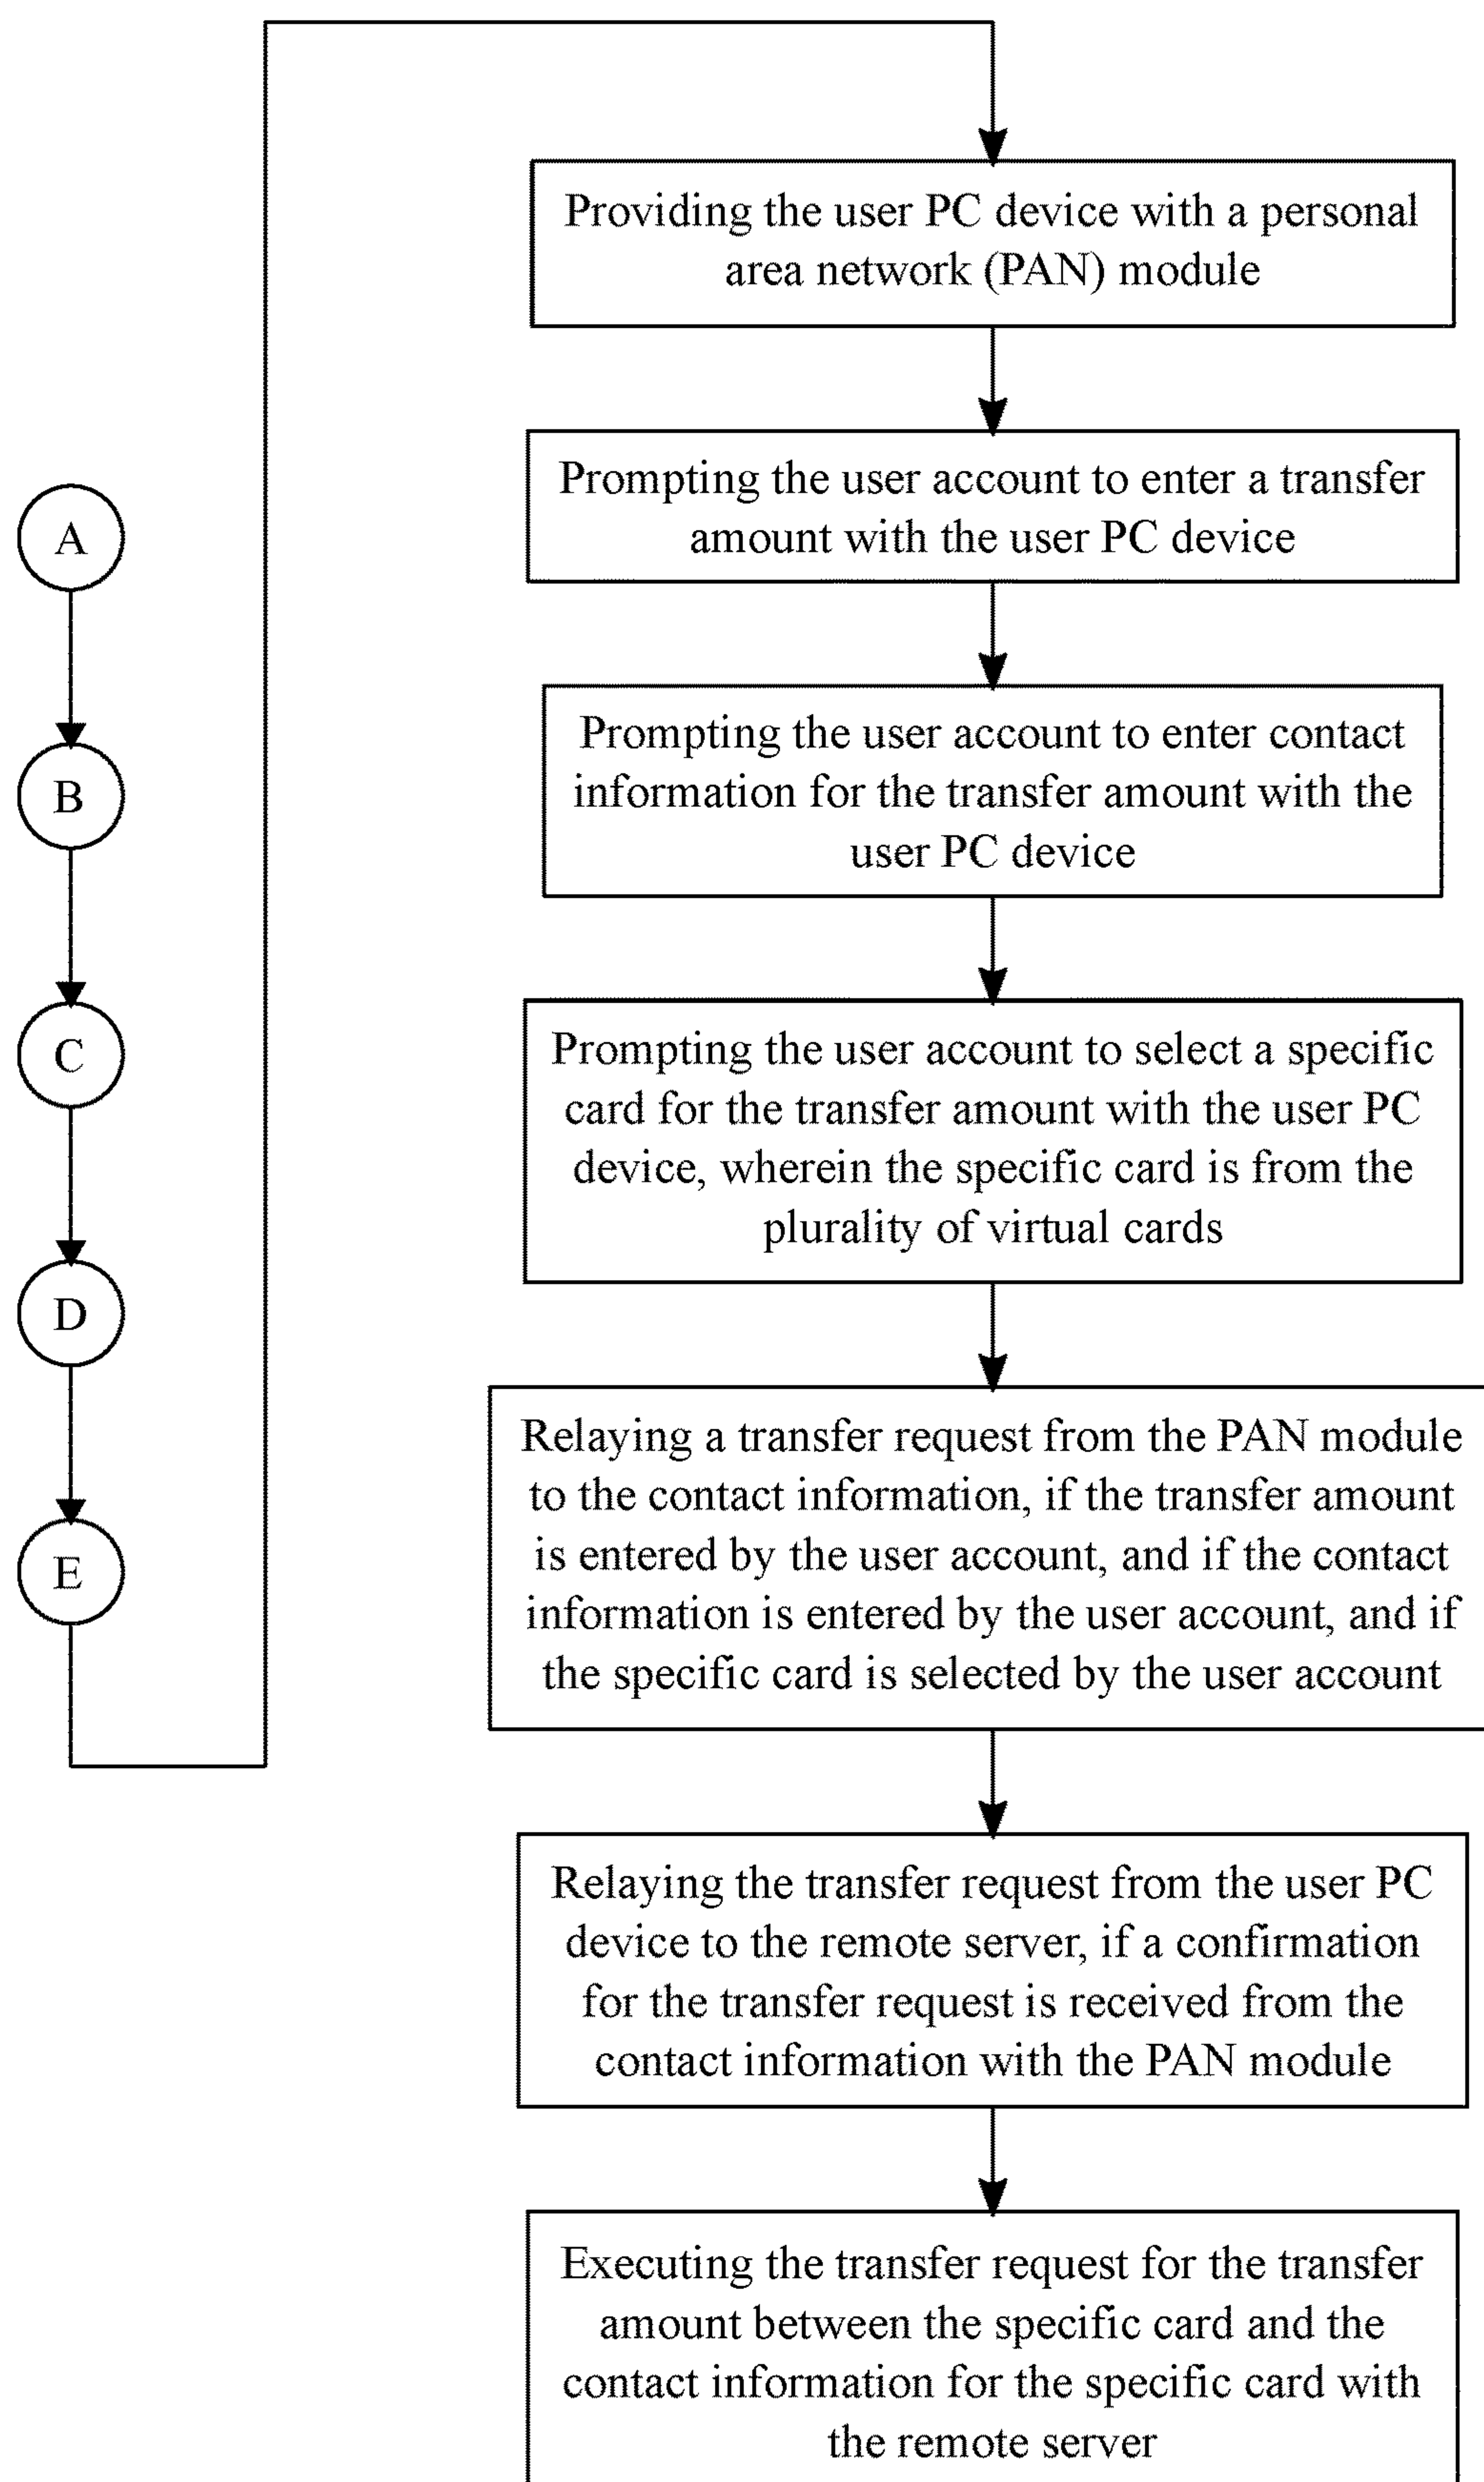 A
B
C
D
E
Providing the user PC device with a personal
area network (PAN) module
Prompting the user account to enter a transfer
amount with the user PC device
Prompting the user account to enter contact
information for the transfer amount with the
user PC device
Prompting the user account to select a specific
card for the transfer amount with the user PC
device, wherein the specific card is from the
plurality of virtual cards
Relaying a transfer request from the PAN module
to the contact information, if the transfer amount
is entered by the user account, and if the contact
information is entered by the user account, and if
the specific card is selected by the user account
Relaying the transfer request from the user PC
device to the remote server, if a confirmation
for the transfer request is received from the
contact information with the PAN module
Executing the transfer request for the transfer
amount between the specific card and the
contact information for the specific card with
the remote server